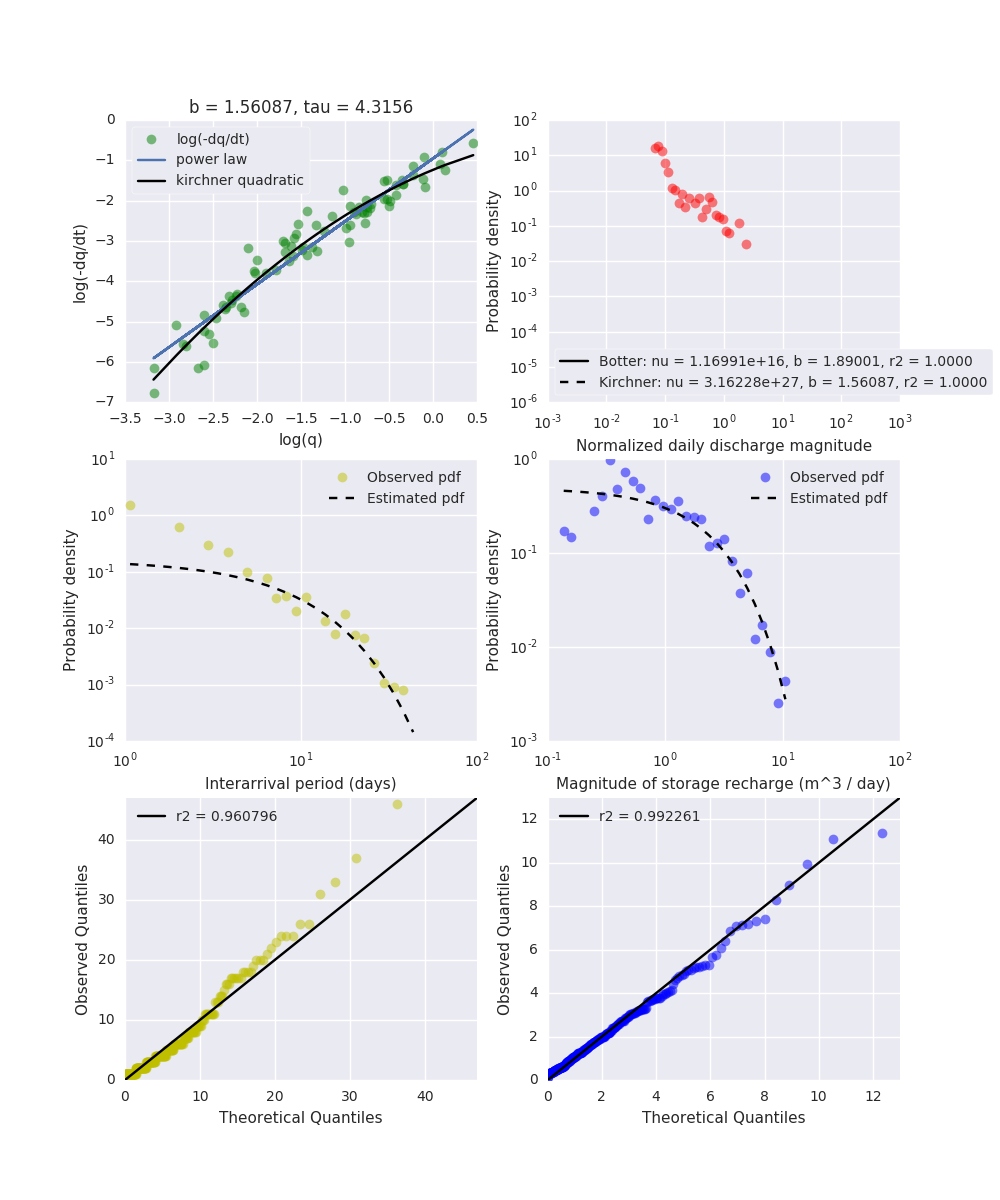 b = 1.56087, tau = 4.3156
0
−1
−2
−3
−4
−5
−6
−7
log(-dq/dt)
log(-dq/dt)
power law
kirchner quadratic
−3.5 −3.0 −2.5 −2.0 −1.5 −1.0 −0.5 0.0 0.5
log(q)
10^2
10^1
10^0
10^-1
10^-2
10^-3
10^-4
10^-5
10^-6
Probability density
Botter: nu = 1.16991e+16, b = 1.89001, r2 = 1.0000
Kirchner: nu = 3.16228e+27, b = 1.56087, r2 = 1.0000
10^-3 10^-2 10^-1 10^0 10^1 10^2 10^3
Normalized daily discharge magnitude
10^1
10^0
10^-1
10^-2
10^-3
10^-4
Probability density
Observed pdf
Estimated pdf
10^0 10^1 10^2
Interarrival period (days)
10^0
10^-1
10^-2
10^-3
Probability density
Observed pdf
Estimated pdf
10^-1 10^0 10^1 10^2
Magnitude of storage recharge (m^3 / day)
40
30
20
10
0
Observed Quantiles
r2 = 0.960796
0 10 20 30 40
Theoretical Quantiles
12
10
8
6
4
2
0
Observed Quantiles
r2 = 0.992261
0 2 4 6 8 10 12
Theoretical Quantiles